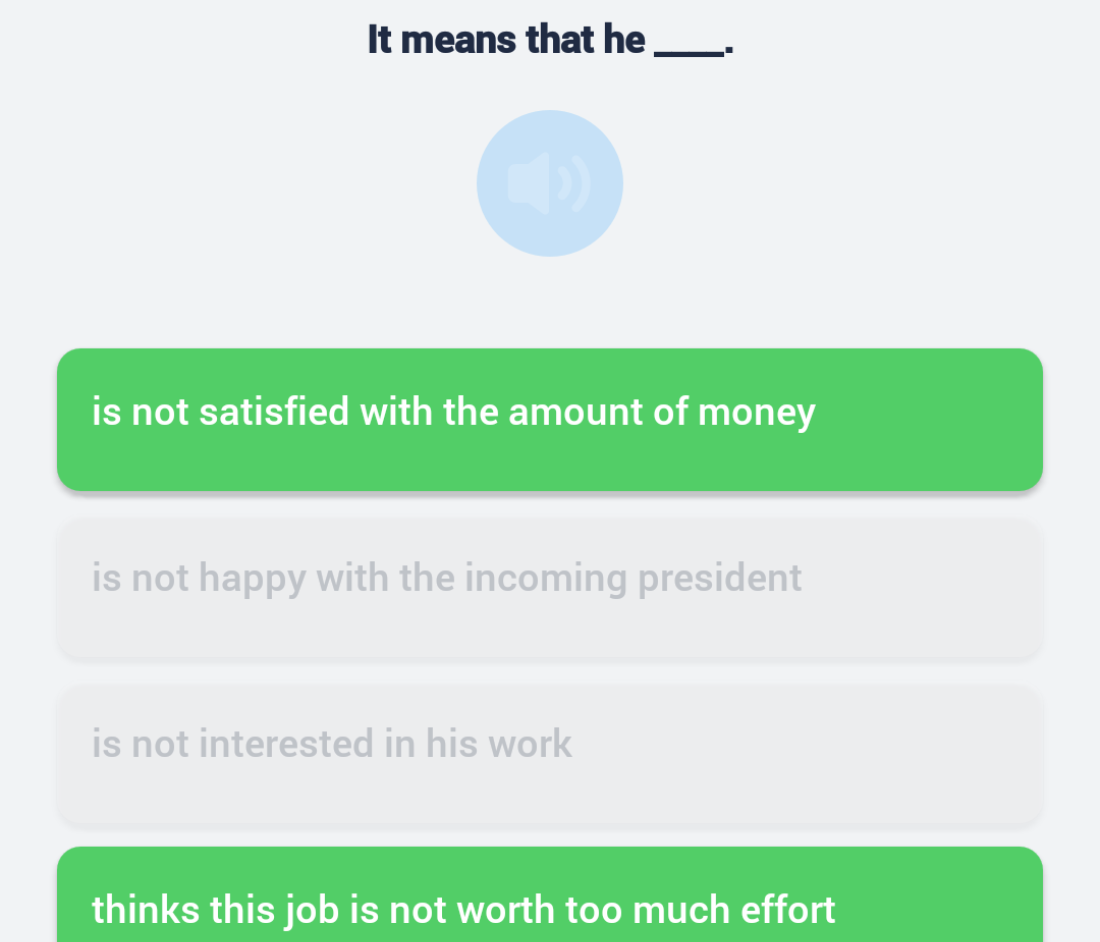 It means that he ____.
is not satisfied with the amount of money
is not happy with the incoming president
is not interested in his work
thinks this job is not worth too much effort